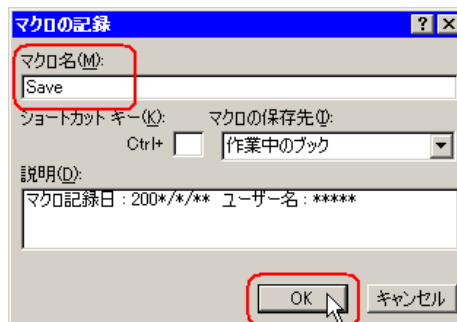 マクロの記録
マクロ名(M):
Save
ショートカット キー(K): マクロの保存先(I):
Ctrl+ 作業中のブック
説明(D):
マクロ記録日 : 200*/*/** ユーザー名 : *****
OK キャンセル